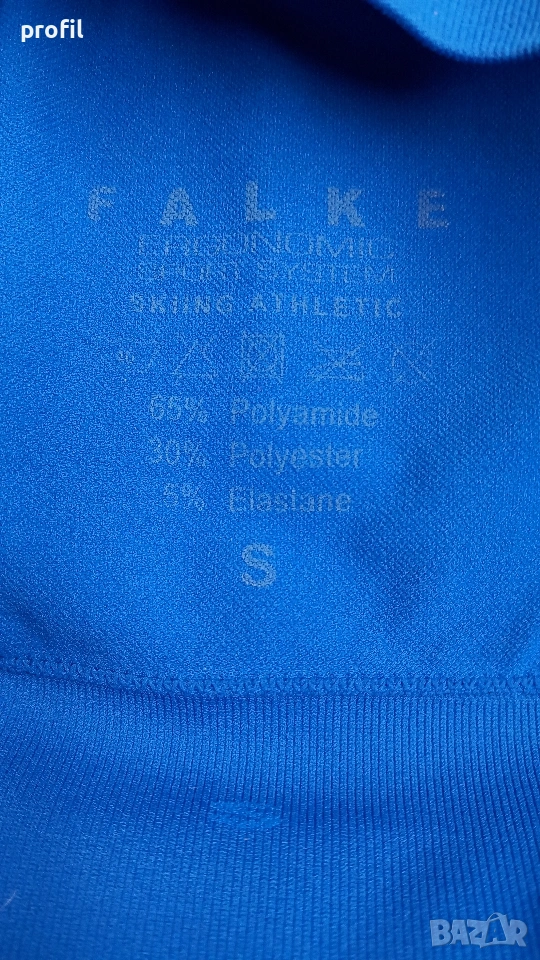 profil
FALKE
ERGONOMIC
SPORT SYSTEM
SKIING ATHLETIC
65% Polyamide
30% Polyester
5% Elastane
S
BAZAR